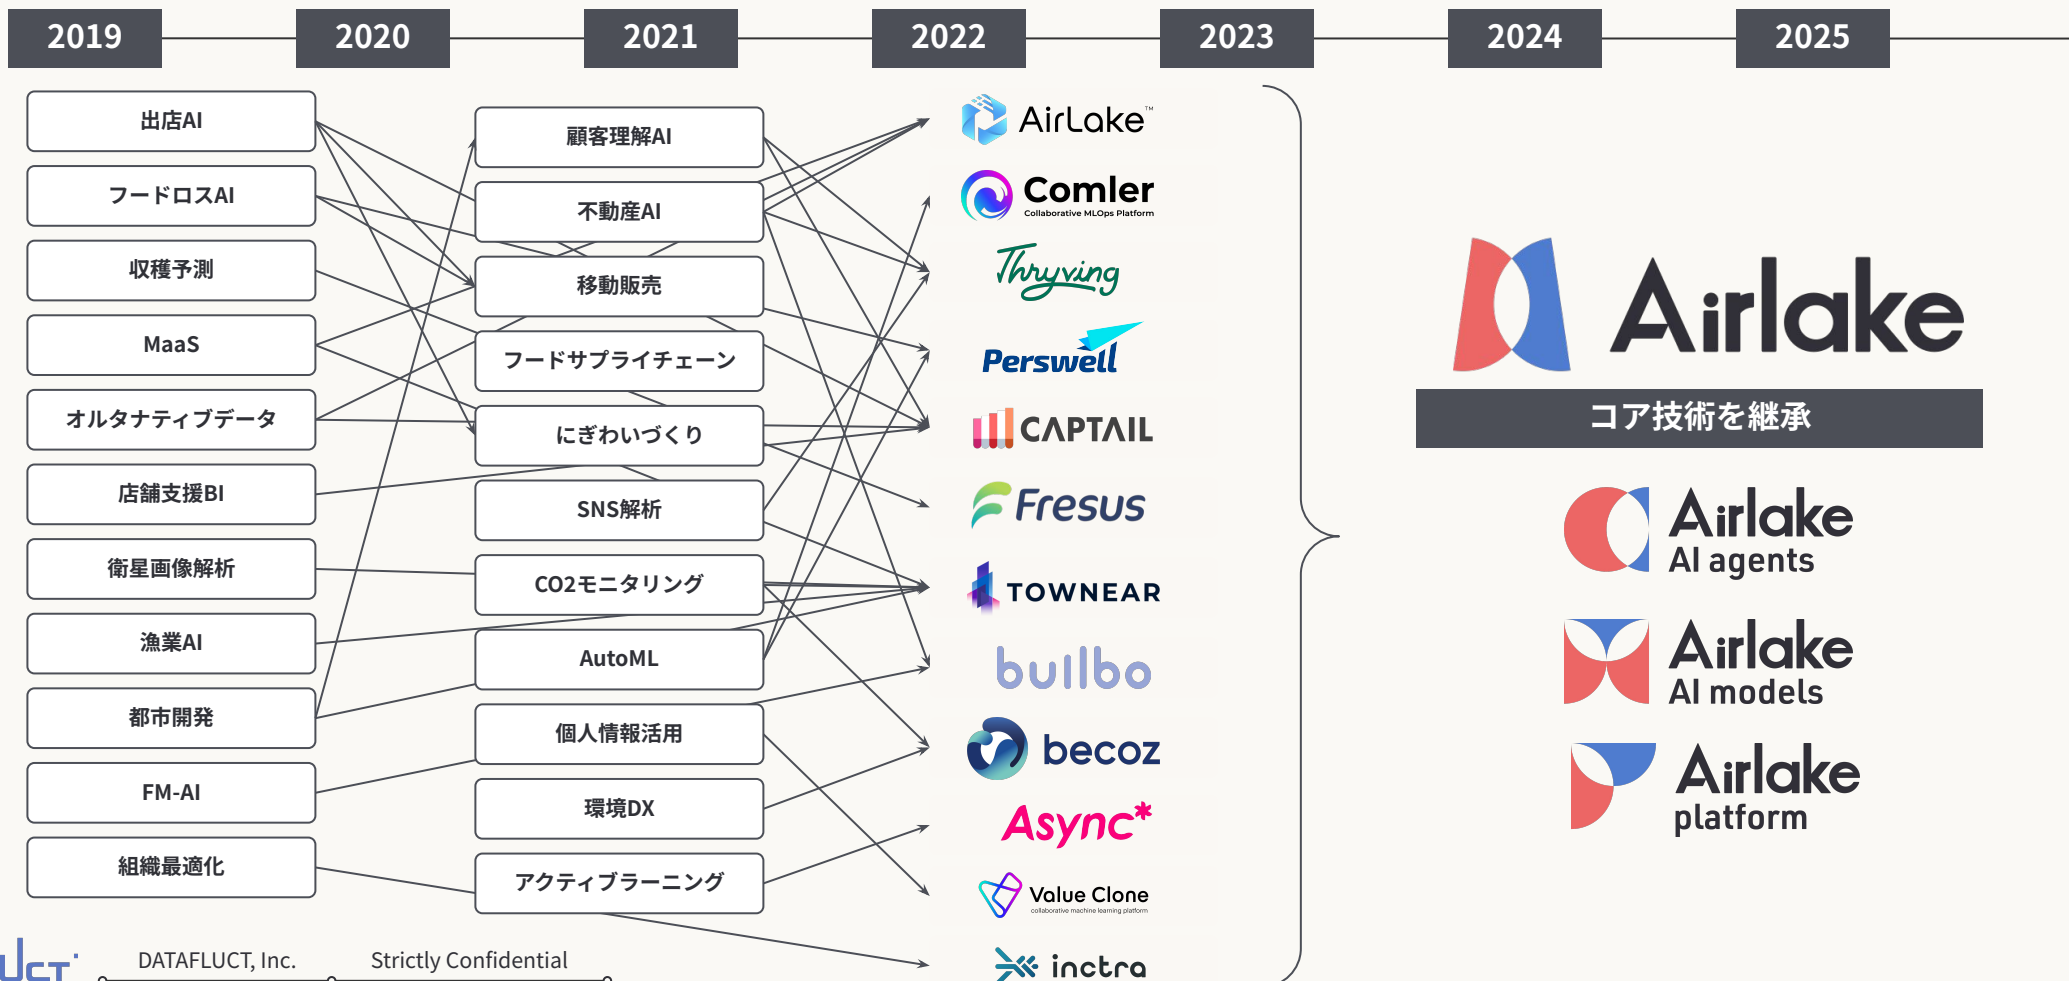 2019
2020
2021
2022
2023
2024
2025
出店AI
フードロスAI
収穫予測
MaaS
オルタナティブデータ
店舗支援BI
衛星画像解析
漁業AI
都市開発
FM-AI
組織最適化
顧客理解AI
不動産AI
移動販売
フードサプライチェーン
にぎわいづくり
SNS解析
CO2モニタリング
AutoML
個人情報活用
環境DX
アクティブラーニング
AirLake™
Comler
Collaborative MLOps Platform
Thryving
Perswell
CAPTAIL
Fresus
TOWNEAR
bullbo
becoz
Async*
Value Clone
collaborative machine learning platform
inctra
Airlake
コア技術を継承
Airlake
AI agents
Airlake
AI models
Airlake
platform
UCT
DATAFLUCT, Inc.
Strictly Confidential